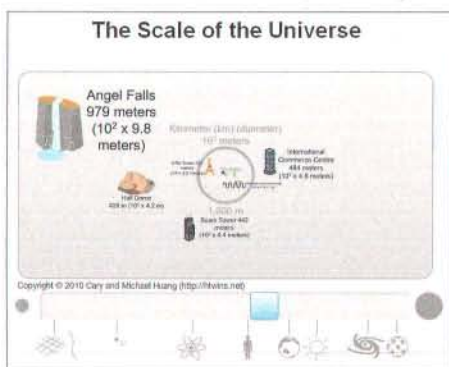 The Scale of the Universe
Angel Falls
979 meters
(10² x 9.8
meters)
Kilometer (km) (diameter)
10³ meters
International
Commerce Centre
484 meters
(10² x 4.8 meters)
Half Dome
1,000 m
Sears Tower 442
meters
(10² x 4.4 meters)
Copyright © 2010 Cary and Michael Huang (http://htwins.net)